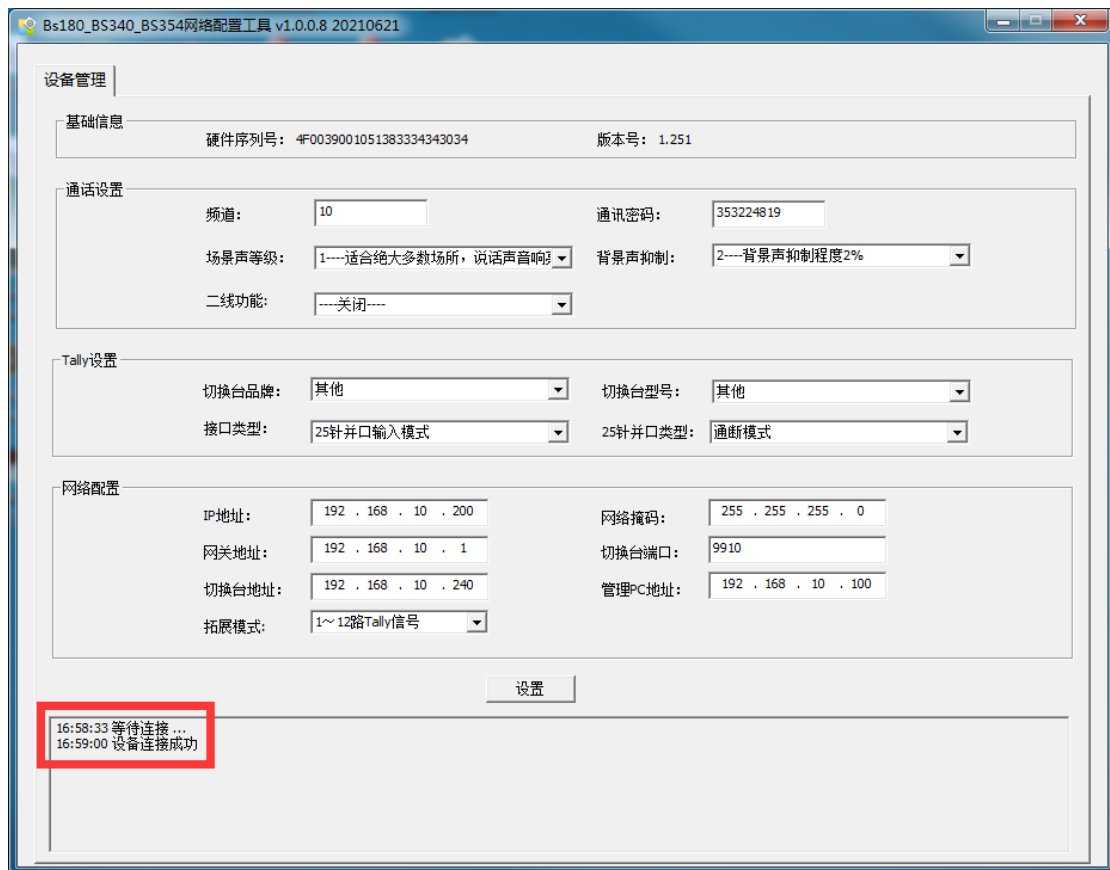 Bs180_BS340_BS354网络配置工具 v1.0.0.8 20210621
设备管理
基础信息
硬件序列号: 4F0039001051383334343034 版本号: 1.251
通话设置
频道: 10 通讯密码: 353224819
场景声等级: 1----适合绝大多数场所，说话声音响 背景声抑制: 2----背景声抑制程度2%
二线功能: ----关闭----
Tally设置
切换台品牌: 其他 切换台型号: 其他
接口类型: 25针并口输入模式 25针并口类型: 通断模式
网络配置
IP地址: 192 . 168 . 10 . 200 网络掩码: 255 . 255 . 255 . 0
网关地址: 192 . 168 . 10 . 1 切换台端口: 9910
切换台地址: 192 . 168 . 10 . 240 管理PC地址: 192 . 168 . 10 . 100
拓展模式: 1～12路Tally信号
设置
16:58:33 等待连接 ...
16:59:00 设备连接成功